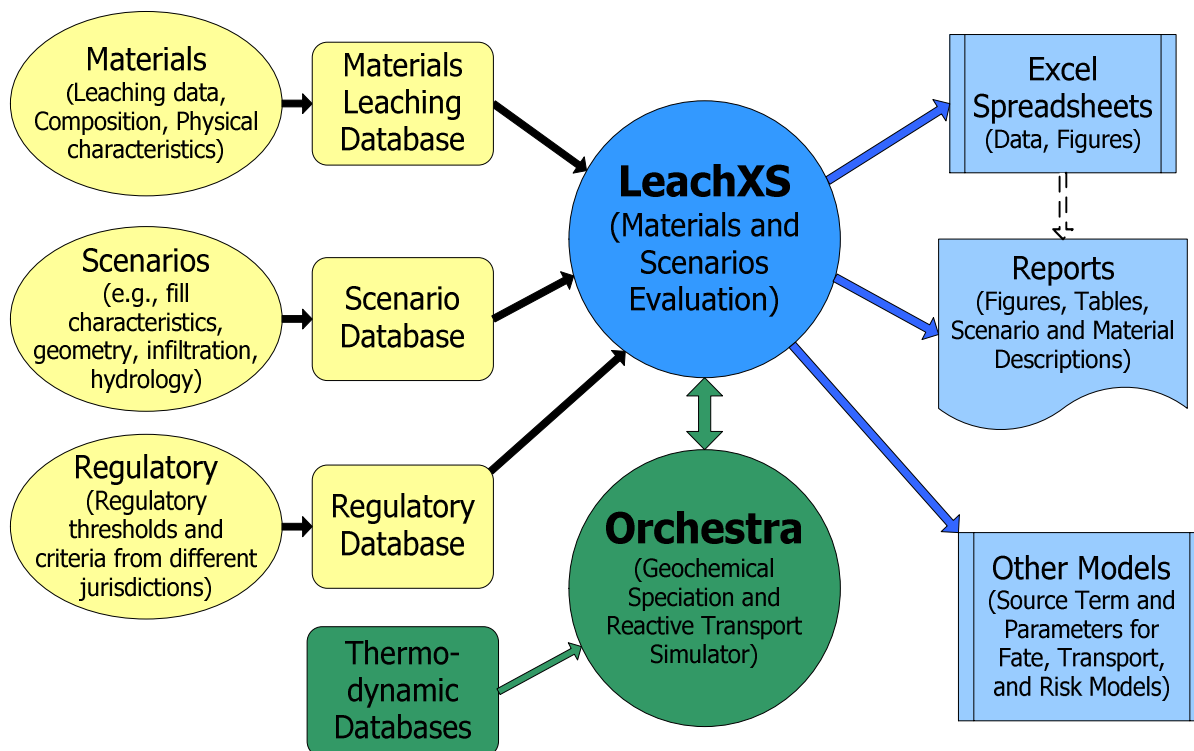 Materials
(Leaching data,
Composition, Physical
characteristics)
Materials
Leaching
Database
Scenarios
(e.g., fill
characteristics,
geometry, infiltration,
hydrology)
Scenario
Database
Regulatory
(Regulatory
thresholds and
criteria from different
jurisdictions)
Regulatory
Database
Thermo-
dynamic
Databases
LeachXS
(Materials and
Scenarios
Evaluation)
Orchestra
(Geochemical
Speciation and
Reactive Transport
Simulator)
Excel
Spreadsheets
(Data, Figures)
Reports
(Figures, Tables,
Scenario and Material
Descriptions)
Other Models
(Source Term and
Parameters for
Fate, Transport,
and Risk Models)